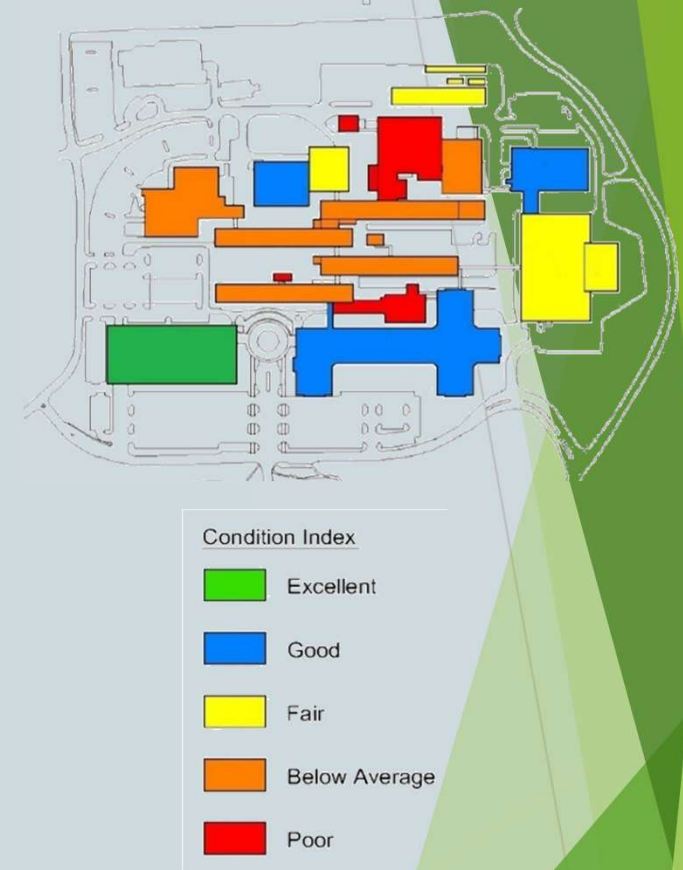 Condition Index
Excellent
Good
Fair
Below Average
Poor